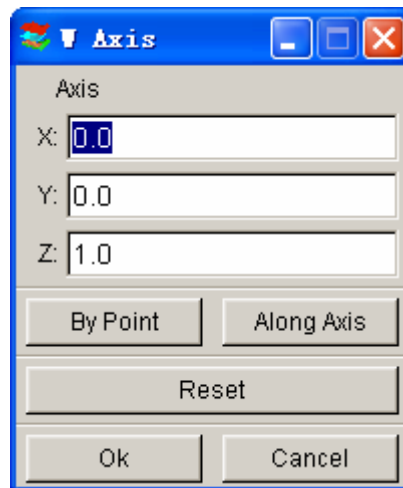 W Axis
Axis
X: 0.0
Y: 0.0
Z: 1.0
By Point Along Axis
Reset
Ok Cancel